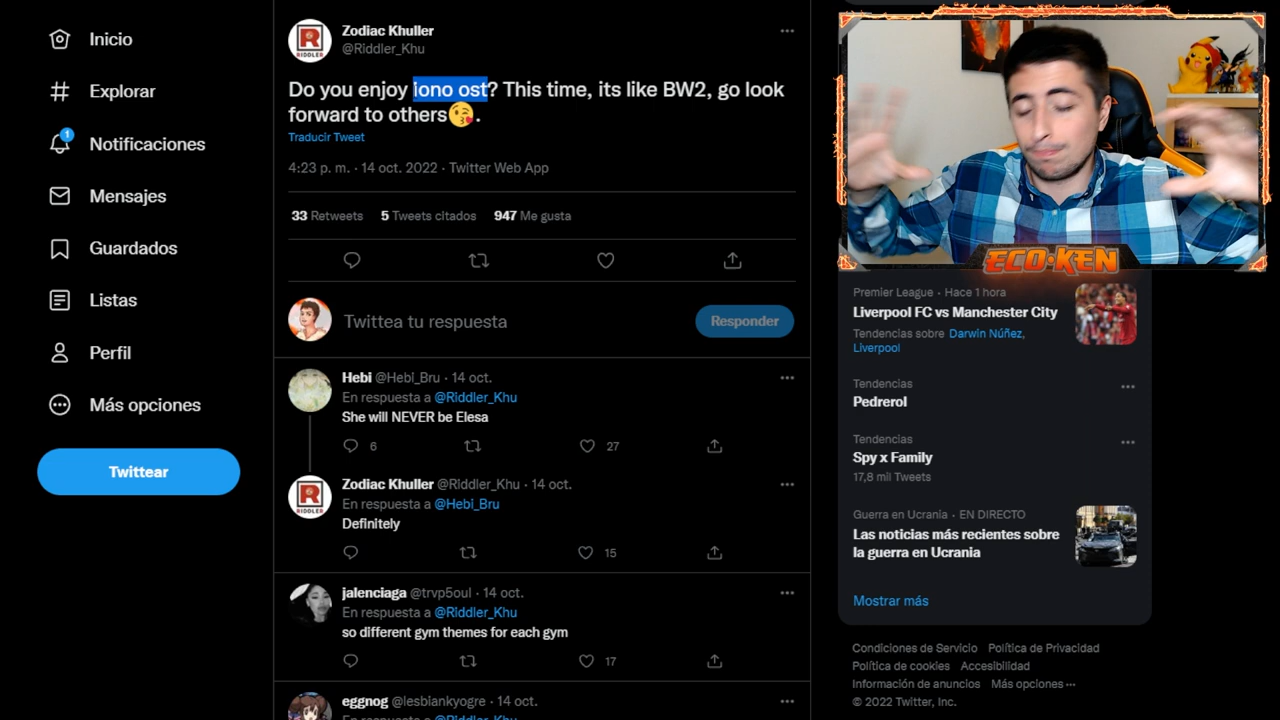 Inicio
Explorar
1
Notificaciones
Mensajes
Guardados
Listas
Perfil
Más opciones
Twittear
RIDDLER
Zodiac Khuller
@Riddler_Khu
Do you enjoy iono ost? This time, its like BW2, go look
forward to others😘.
Traducir Tweet
4:23 p. m. · 14 oct. 2022 · Twitter Web App
33 Retweets 5 Tweets citados 947 Me gusta
Twittea tu respuesta
Responder
Hebi @Hebi_Bru · 14 oct.
En respuesta a @Riddler_Khu
She will NEVER be Elesa
6 27
RIDDLER
Zodiac Khuller @Riddler_Khu · 14 oct.
En respuesta a @Hebi_Bru
Definitely
15
jalenciaga @trvp5oul · 14 oct.
En respuesta a @Riddler_Khu
so different gym themes for each gym
17
eggnog @lesbiankyogre · 14 oct.
En respuesta a @Riddler_Khu
ECO·KEN
Premier League · Hace 1 hora
Liverpool FC vs Manchester City
Tendencias sobre Darwin Núñez,
Liverpool
Tendencias
Pedrerol
Tendencias
Spy x Family
17,8 mil Tweets
Guerra en Ucrania · EN DIRECTO
Las noticias más recientes sobre
la guerra en Ucrania
Mostrar más
Condiciones de Servicio Política de Privacidad
Política de cookies Accesibilidad
Información de anuncios Más opciones ···
© 2022 Twitter, Inc.